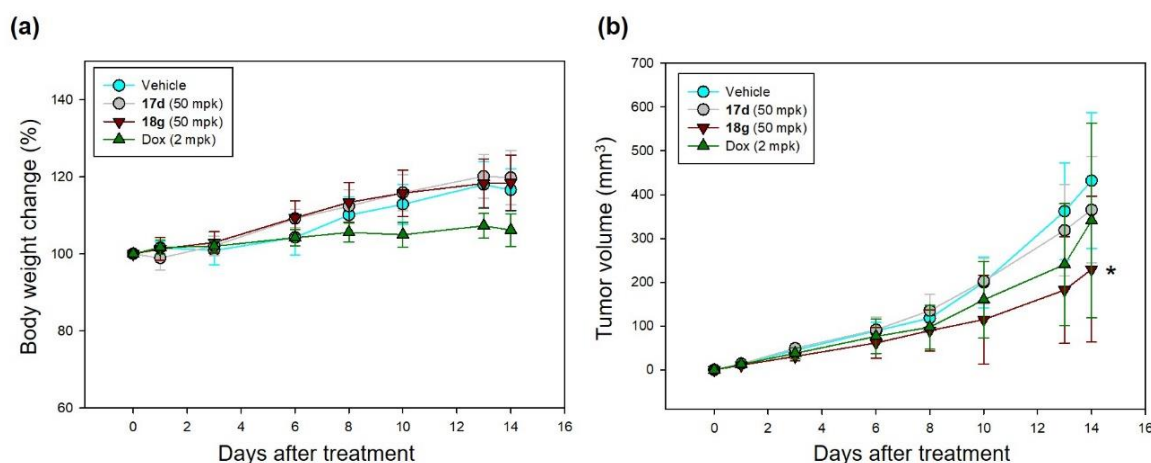 (a)
Body weight change (%)
140
120
100
80
60
Vehicle
17d (50 mpk)
18g (50 mpk)
Dox (2 mpk)
0 2 4 6 8 10 12 14 16
Days after treatment
(b)
Tumor volume (mm³)
700
600
500
400
300
200
100
0
Vehicle
17d (50 mpk)
18g (50 mpk)
Dox (2 mpk)
*
0 2 4 6 8 10 12 14 16
Days after treatment